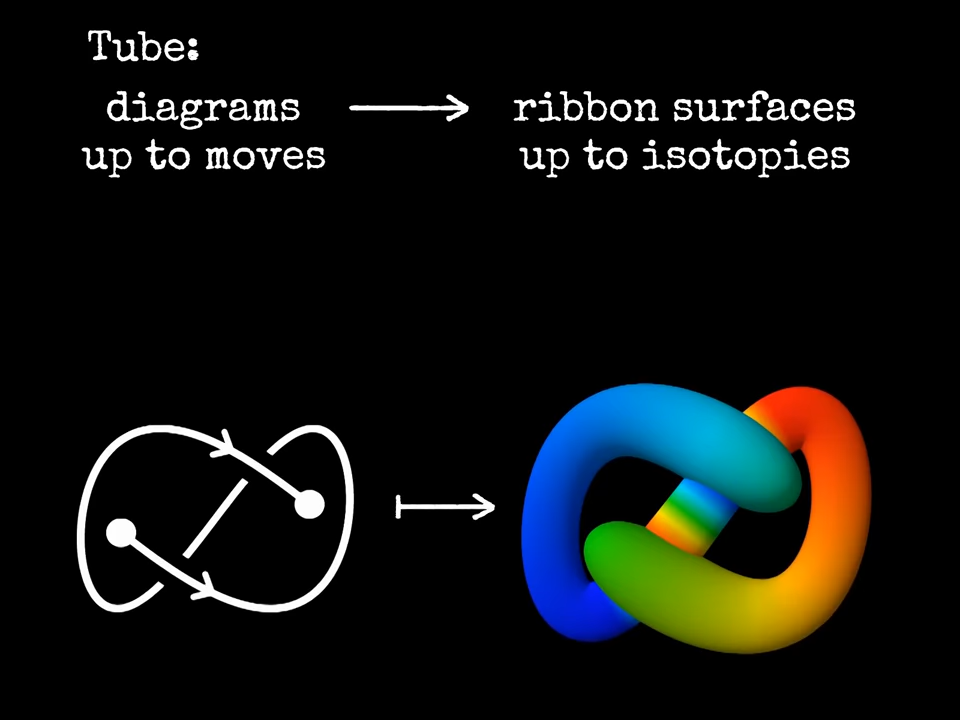 Tube:
diagrams ⟶ ribbon surfaces
up to moves up to isotopies